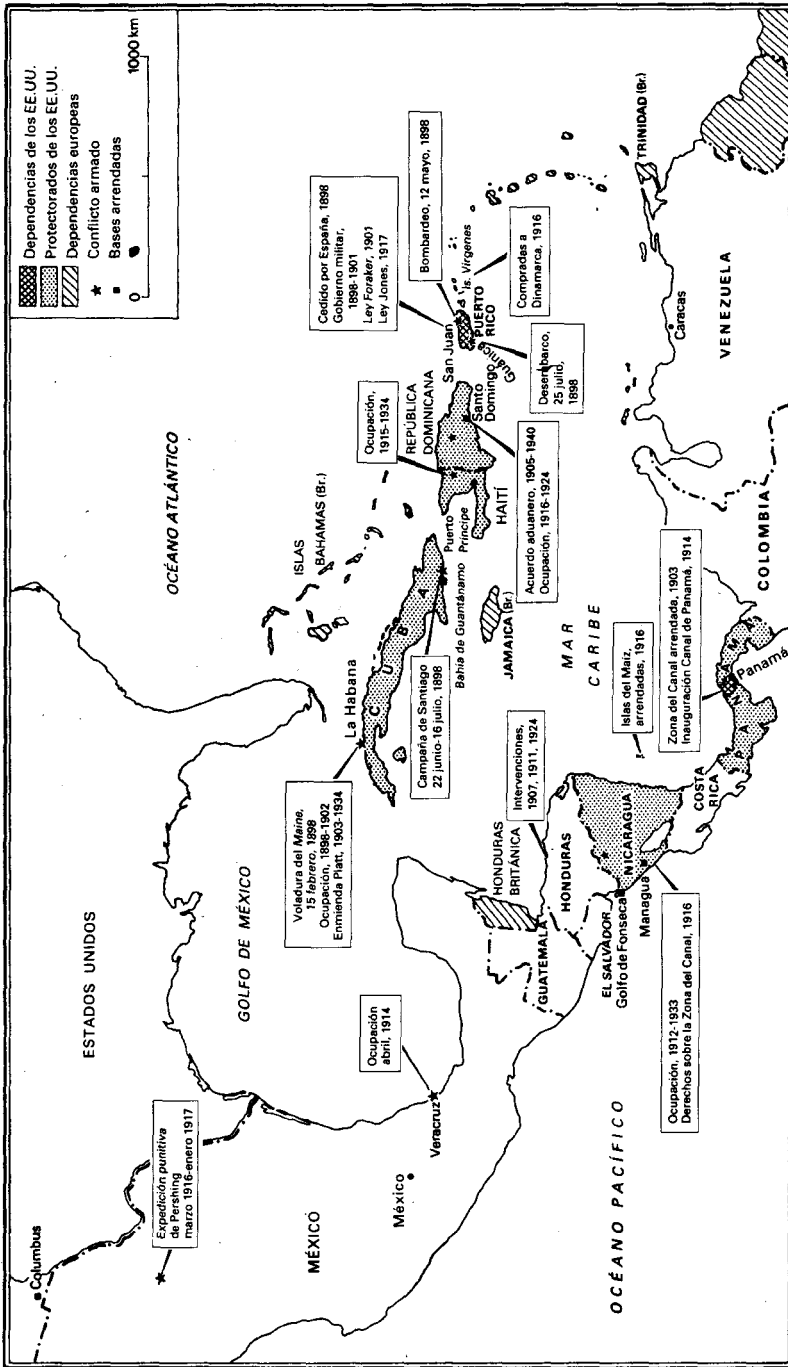 Dependencias de los EE.UU.
Protectorados de los EE.UU.
Dependencias europeas
Conflicto armado
Bases arrendadas
0
1000 km
Columbus
ESTADOS UNIDOS
Expedición punitiva
de Pershing
marzo 1916-enero 1917
MÉXICO
México
Ocupación
abril, 1914
Veracruz
GOLFO DE MÉXICO
OCÉANO ATLÁNTICO
Voladura del Maine,
15 febrero, 1898
Ocupación, 1898-1902
Enmienda Platt, 1903-1934
La Habana
CUBA
ISLAS
BAHAMAS (Br.)
Campaña de Santiago
22 junio-16 julio, 1898
Bahía de Guantánamo
JAMAICA (Br.)
Ocupación,
1915-1934
REPÚBLICA
DOMINICANA
Puerto
Príncipe
HAITÍ
Santo
Domingo
Acuerdo aduanero, 1905-1940
Ocupación, 1916-1924
Cedido por España, 1898
Gobierno militar,
1898-1901
Ley Foraker, 1901
Ley Jones, 1917
Bombardeo, 12 mayo, 1898
San Juan
PUERTO
RICO
Is. Vírgenes
Guánica
Compradas a
Dinamarca, 1916
Desembarco,
25 julio,
1898
MAR
CARIBE
TRINIDAD (Br.)
Caracas
VENEZUELA
COLOMBIA
Intervenciones,
1907, 1911, 1924
HONDURAS
BRITÁNICA
GUATEMALA
HONDURAS
EL SALVADOR
Golfo de Fonseca
NICARAGUA
Managua
Islas del Maíz,
arrendadas, 1916
COSTA
RICA
Zona del Canal arrendada, 1903
Inauguración Canal de Panamá, 1914
PANAMÁ
Panamá
Ocupación, 1912-1933
Derechos sobre la Zona del Canal, 1916
OCÉANO PACÍFICO